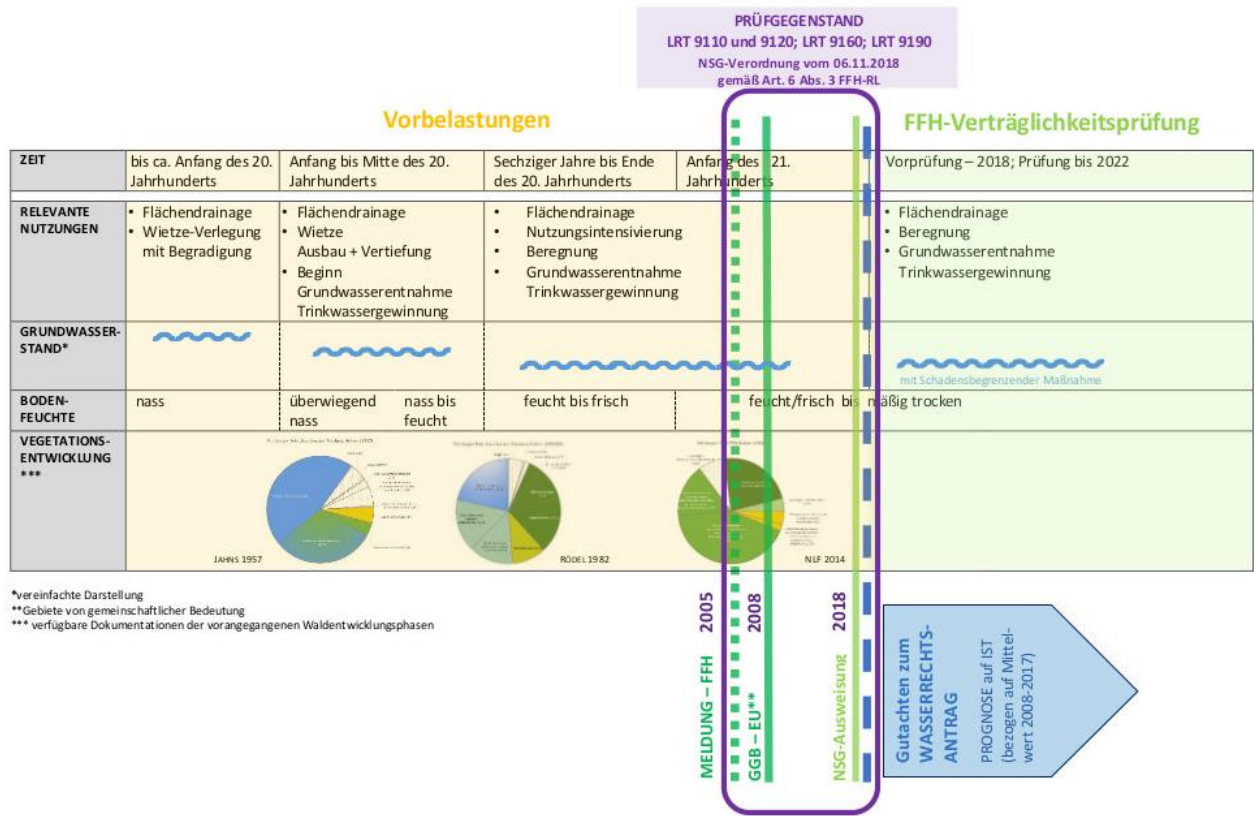 PRÜFGEGENSTAND
LRT 9110 und 9120; LRT 9160; LRT 9190
NSG-Verordnung vom 06.11.2018
gemäß Art. 6 Abs. 3 FFH-RL
Vorbelastungen
FFH-Verträglichkeitsprüfung
ZEIT
bis ca. Anfang des 20.
Jahrhunderts
Anfang bis Mitte des 20.
Jahrhunderts
Sechziger Jahre bis Ende
des 20. Jahrhunderts
Anfang des 21.
Jahrhunderts
Vorprüfung – 2018; Prüfung bis 2022
RELEVANTE
NUTZUNGEN
• Flächendrainage
• Wietze-Verlegung
mit Begradigung
• Flächendrainage
• Wietze
Ausbau + Vertiefung
• Beginn
Grundwasserentnahme
Trinkwassergewinnung
• Flächendrainage
• Nutzungsintensivierung
• Beregnung
• Grundwasserentnahme
Trinkwassergewinnung
• Flächendrainage
• Beregnung
• Grundwasserentnahme
Trinkwassergewinnung
GRUNDWASSER-
STAND*
mit Schadensbegrenzender Maßnahme
BODEN-
FEUCHTE
nass
überwiegend
nass
nass bis
feucht
feucht bis frisch
feucht/frisch bis mäßig trocken
VEGETATIONS-
ENTWICKLUNG
***
JAHNS 1957
RÖDEL 1982
NLF 2014
*vereinfachte Darstellung
**Gebiete von gemeinschaftlicher Bedeutung
*** verfügbare Dokumentationen der vorangegangenen Waldentwicklungsphasen
MELDUNG – FFH 2005
GGB – EU** 2008
NSG-Ausweisung 2018
Gutachten zum
WASSERRECHTS-
ANTRAG
PROGNOSE auf IST
(bezogen auf Mittel-
wert 2008-2017)